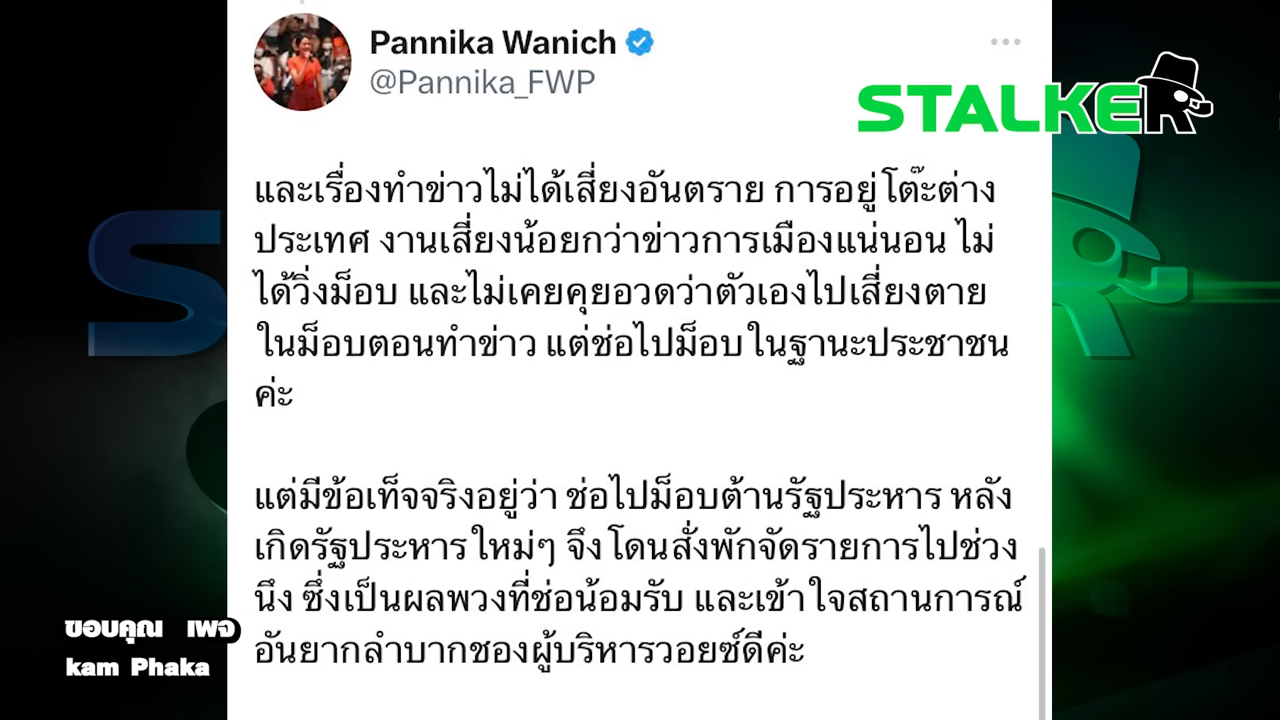 Pannika Wanich
@Pannika_FWP
STALKER
และเรื่องทำข่าวไม่ได้เสี่ยงอันตราย การอยู่โต๊ะต่าง
ประเทศ งานเสี่ยงน้อยกว่าข่าวการเมืองแน่นอน ไม่
ได้วิ่งม็อบ และไม่เคยคุยอวดว่าตัวเองไปเสี่ยงตาย
ในม็อบตอนทำข่าว แต่ช่อไปม็อบในฐานะประชาชน
ค่ะ
แต่มีข้อเท็จจริงอยู่ว่า ช่อไปม็อบต้านรัฐประหาร หลัง
เกิดรัฐประหารใหม่ๆ จึงโดนสั่งพักจัดรายการไปช่วง
นึง ซึ่งเป็นผลพวงที่ช่อน้อมรับ และเข้าใจสถานการณ์
อันยากลำบากชองผู้บริหารวอยซ์ดีค่ะ
ขอบคุณ เพจ
kam Phaka